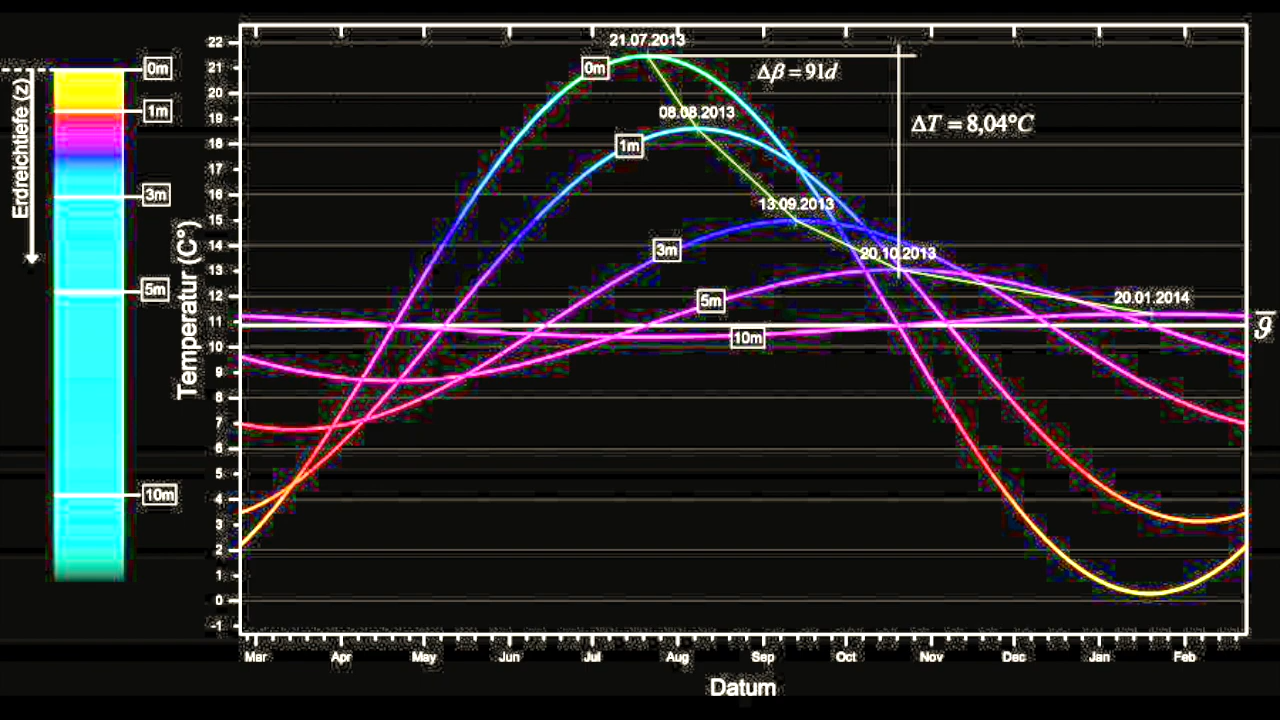 Erdreichtiefe (z)
0m
1m
3m
5m
10m
Temperatur (C°)
22
21
20
19
18
17
16
15
14
13
12
11
10
9
8
7
6
5
4
3
2
1
0
-1
21.07.2013
0m
Δβ = 91d
08.08.2013
ΔT = 8,04°C
1m
13.09.2013
3m
20.10.2013
5m
20.01.2014
10m
ϑ̅
Mar Apr May Jun Jul Aug Sep Oct Nov Dec Jan Feb
Datum